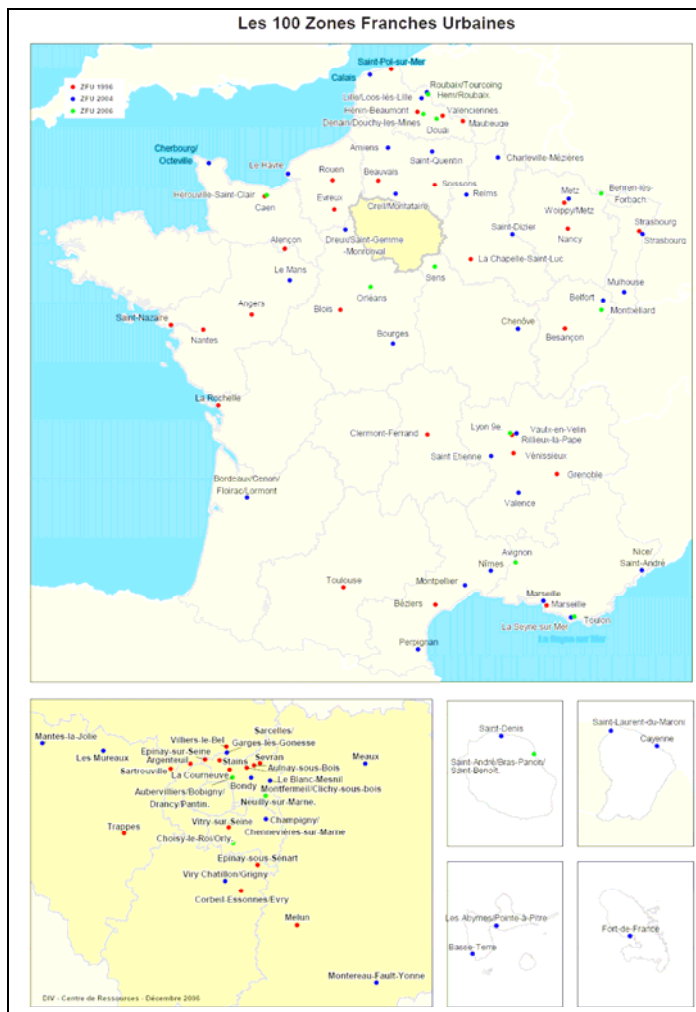 Les 100 Zones Franches Urbaines
ZFU 1996
ZFU 2004
ZFU 2006
Saint-Pol-sur-Mer
Calais
Roubaix/Tourcoing
Hem/Roubaix.
Lille/Loos-lès-Lille
Hénin-Beaumont
Valenciennes.
Denain/Douchy-les-Mines
Douai
Maubeuge
Amiens
Saint-Quentin
Charleville-Mézières
Cherbourg/
Octeville
Le Havre
Rouen
Beauvais
Soissons
Reims
Metz
Behren-lès-
Forbach
Hérouville-Saint-Clair
Caen
Evreux
Creil/Montataire
Woippy/Metz
Strasbourg
Strasbourg
Dreux/Saint-Gemme
-Moronval
Saint-Dizier
Nancy
Alençon
La Chapelle-Saint-Luc
Le Mans
Sens
Mulhouse
Orléans
Belfort
Angers
Blois
Montbéliard
Saint-Nazaire
Nantes
Bourges
Chenôve
Besançon
La Rochelle
Clermont-Ferrand
Lyon 9e
Vaulx-en-Velin
Rillieux-la-Pape
Saint Etienne
Vénissieux
Grenoble
Bordeaux/Cenon/
Floirac/Lormont
Valence
Avignon
Nice/
Saint-André
Nîmes
Toulouse
Montpellier
Marseille
Marseille
Béziers
La Seyne sur Mer
Toulon
La Seyne sur Mer
Perpignan
Mantes-la-Jolie
Les Mureaux
Sarcelles/
Garges-lès-Gonesse
Villiers-le-Bel
Epinay-sur-Seine
Argenteuil
Stains
Sevran
Meaux
Sartrouville
Aulnay-sous-Bois
La Courneuve
Bondy
Le Blanc-Mesnil
Aubervilliers/Bobigny/
Drancy/Pantin.
Montfermeil/Clichy-sous-bois
Neuilly-sur-Marne.
Trappes
Vitry-sur-Seine
Champigny/
Chennevières-sur-Marne
Choisy-le-Roi/Orly.
Epinay-sous-Sénart
Viry Chatillon/Grigny
Corbeil-Essonnes/Evry
Melun
Montereau-Fault-Yonne
DIV - Centre de Ressources - Décembre 2006
Saint-Denis
Saint-André/Bras-Panon/
Saint-Benoît.
Saint-Laurent-du-Maroni
Cayenne
Les Abymes/Pointe-à-Pitre
Basse-Terre
Fort-de-France